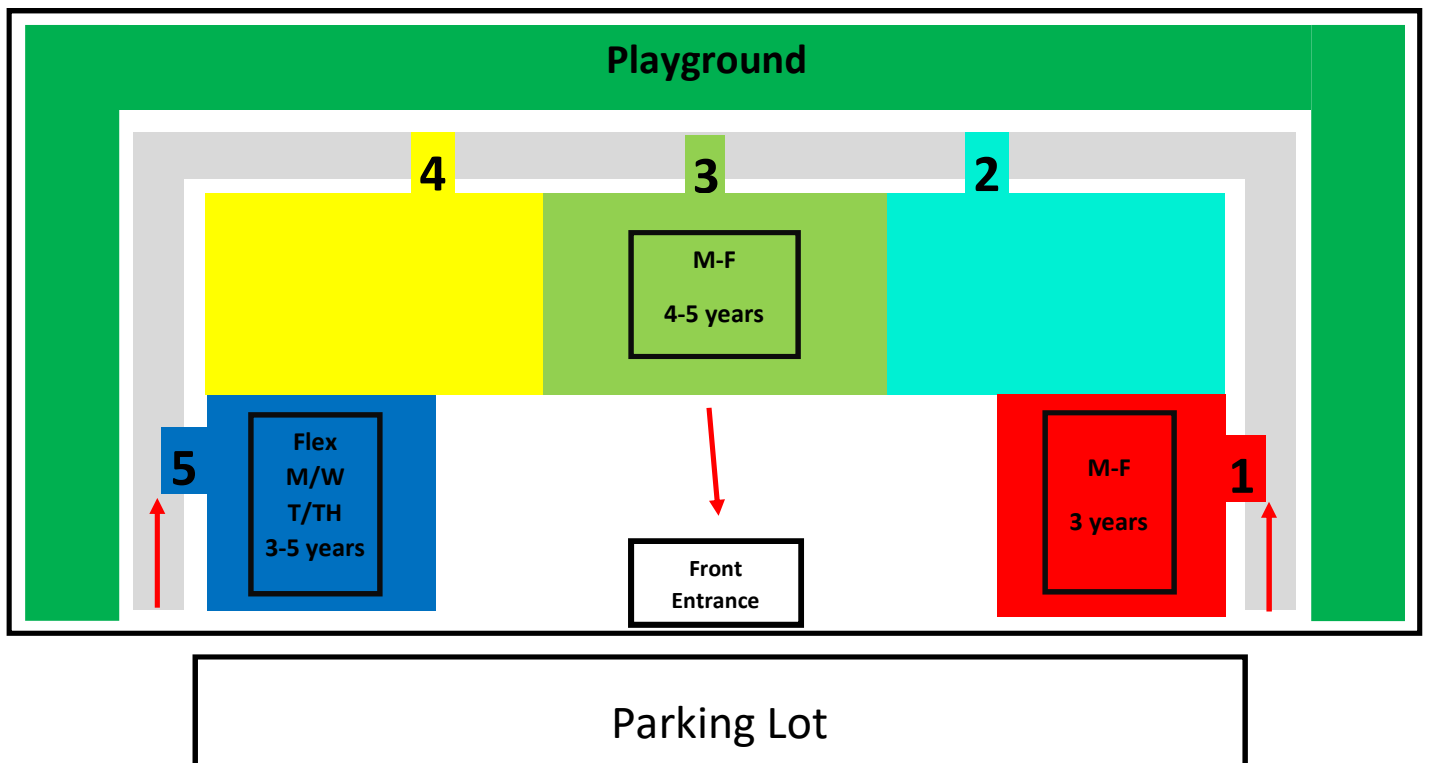 Playground
4
3
2
M-F
4-5 years
5
Flex
M/W
T/TH
3-5 years
M-F
3 years
1
Front
Entrance
Parking Lot